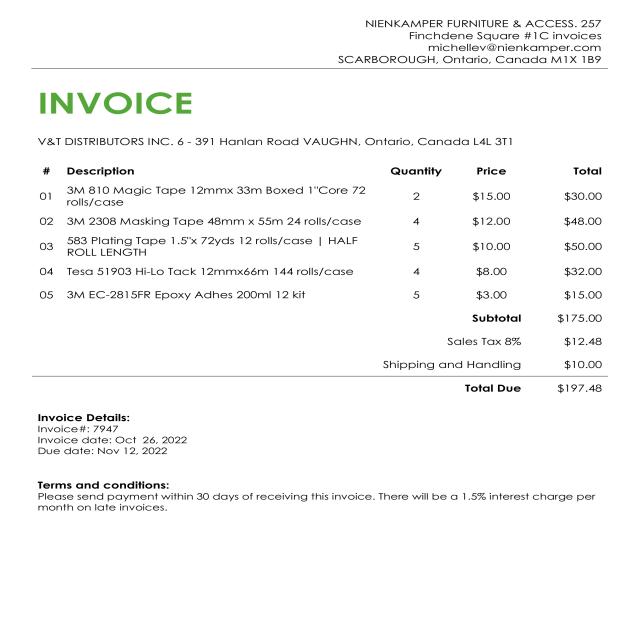 NIENKAMPER FURNITURE & ACCESS. 257
Finchdene Square #1C invoices
michellev@nienkamper.com
SCARBOROUGH, Ontario, Canada M1X 1B9
INVOICE
V&T DISTRIBUTORS INC. 6 - 391 Hanlan Road VAUGHN, Ontario, Canada L4L 3T1
# Description Quantity Price Total
01 3M 810 Magic Tape 12mmx 33m Boxed 1"Core 72 2 $15.00 $30.00
rolls/case
02 3M 2308 Masking Tape 48mm x 55m 24 rolls/case 4 $12.00 $48.00
03 583 Plating Tape 1.5"x 72yds 12 rolls/case | HALF 5 $10.00 $50.00
ROLL LENGTH
04 Tesa 51903 Hi-Lo Tack 12mmx66m 144 rolls/case 4 $8.00 $32.00
05 3M EC-2815FR Epoxy Adhes 200ml 12 kit 5 $3.00 $15.00
Subtotal $175.00
Sales Tax 8% $12.48
Shipping and Handling $10.00
Total Due $197.48
Invoice Details:
Invoice#: 7947
Invoice date: Oct 26, 2022
Due date: Nov 12, 2022
Terms and conditions:
Please send payment within 30 days of receiving this invoice. There will be a 1.5% interest charge per
month on late invoices.